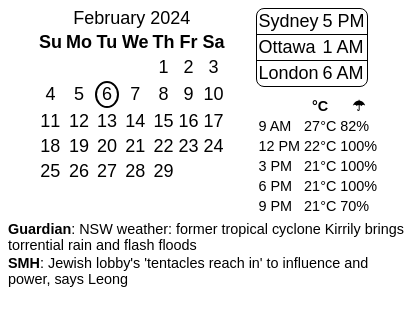 February 2024
Su Mo Tu We Th Fr Sa
1 2 3
4 5 6 7 8 9 10
11 12 13 14 15 16 17
18 19 20 21 22 23 24
25 26 27 28 29
Sydney 5 PM
Ottawa 1 AM
London 6 AM
°C ☂
9 AM 27°C 82%
12 PM 22°C 100%
3 PM 21°C 100%
6 PM 21°C 100%
9 PM 21°C 70%
Guardian: NSW weather: former tropical cyclone Kirrily brings
torrential rain and flash floods
SMH: Jewish lobby's 'tentacles reach in' to influence and
power, says Leong